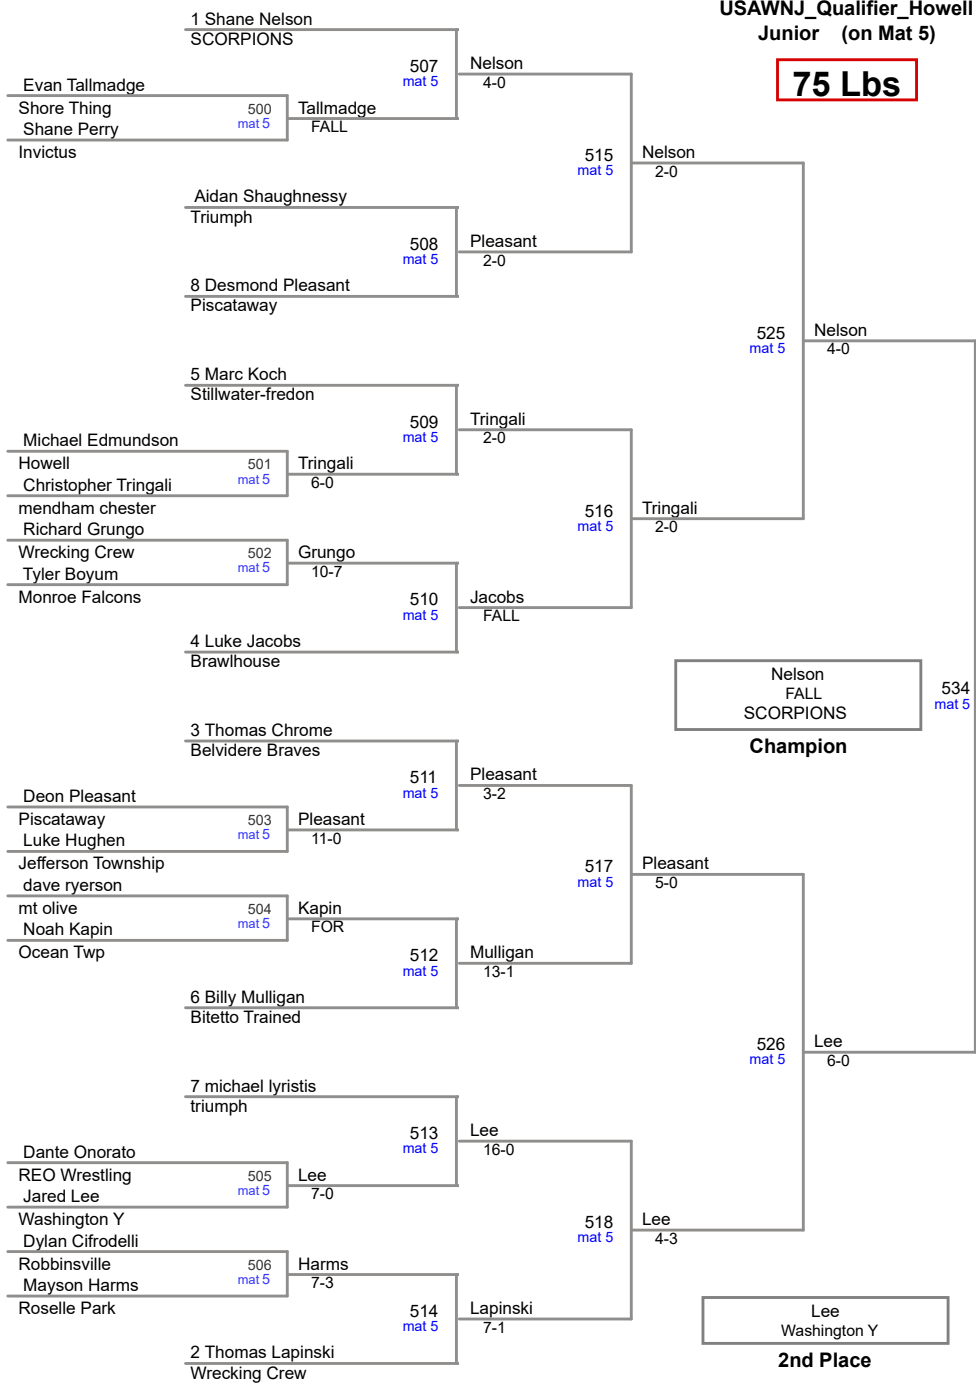 USAWNJ_Qualifier_Howell
Junior (on Mat 5)
75 Lbs
1 Shane Nelson
SCORPIONS
507
mat 5
Nelson
4-0
Evan Tallmadge
Shore Thing
500
mat 5
Tallmadge
FALL
Shane Perry
Invictus
515
mat 5
Nelson
2-0
Aidan Shaughnessy
Triumph
508
mat 5
Pleasant
2-0
8 Desmond Pleasant
Piscataway
525
mat 5
Nelson
4-0
5 Marc Koch
Stillwater-fredon
509
mat 5
Tringali
2-0
Michael Edmundson
Howell
501
mat 5
Tringali
6-0
Christopher Tringali
mendham chester
516
mat 5
Tringali
2-0
Richard Grungo
Wrecking Crew
502
mat 5
Grungo
10-7
Tyler Boyum
Monroe Falcons
510
mat 5
Jacobs
FALL
4 Luke Jacobs
Brawlhouse
Nelson
FALL
SCORPIONS
Champion
534
mat 5
3 Thomas Chrome
Belvidere Braves
511
mat 5
Pleasant
3-2
Deon Pleasant
Piscataway
503
mat 5
Pleasant
11-0
Luke Hughen
Jefferson Township
517
mat 5
Pleasant
5-0
dave ryerson
mt olive
504
mat 5
Kapin
FOR
Noah Kapin
Ocean Twp
512
mat 5
Mulligan
13-1
6 Billy Mulligan
Bitetto Trained
526
mat 5
Lee
6-0
7 michael lyristis
triumph
513
mat 5
Lee
16-0
Dante Onorato
REO Wrestling
505
mat 5
Lee
7-0
Jared Lee
Washington Y
518
mat 5
Lee
4-3
Dylan Cifrodelli
Robbinsville
506
mat 5
Harms
7-3
Mayson Harms
Roselle Park
514
mat 5
Lapinski
7-1
2 Thomas Lapinski
Wrecking Crew
Lee
Washington Y
2nd Place